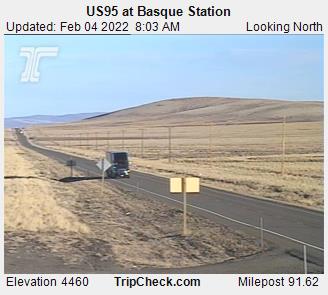 US95 at Basque Station
Updated: Feb 04 2022 8:03 AM
Looking North
Elevation 4460
TripCheck.com
Milepost 91.62